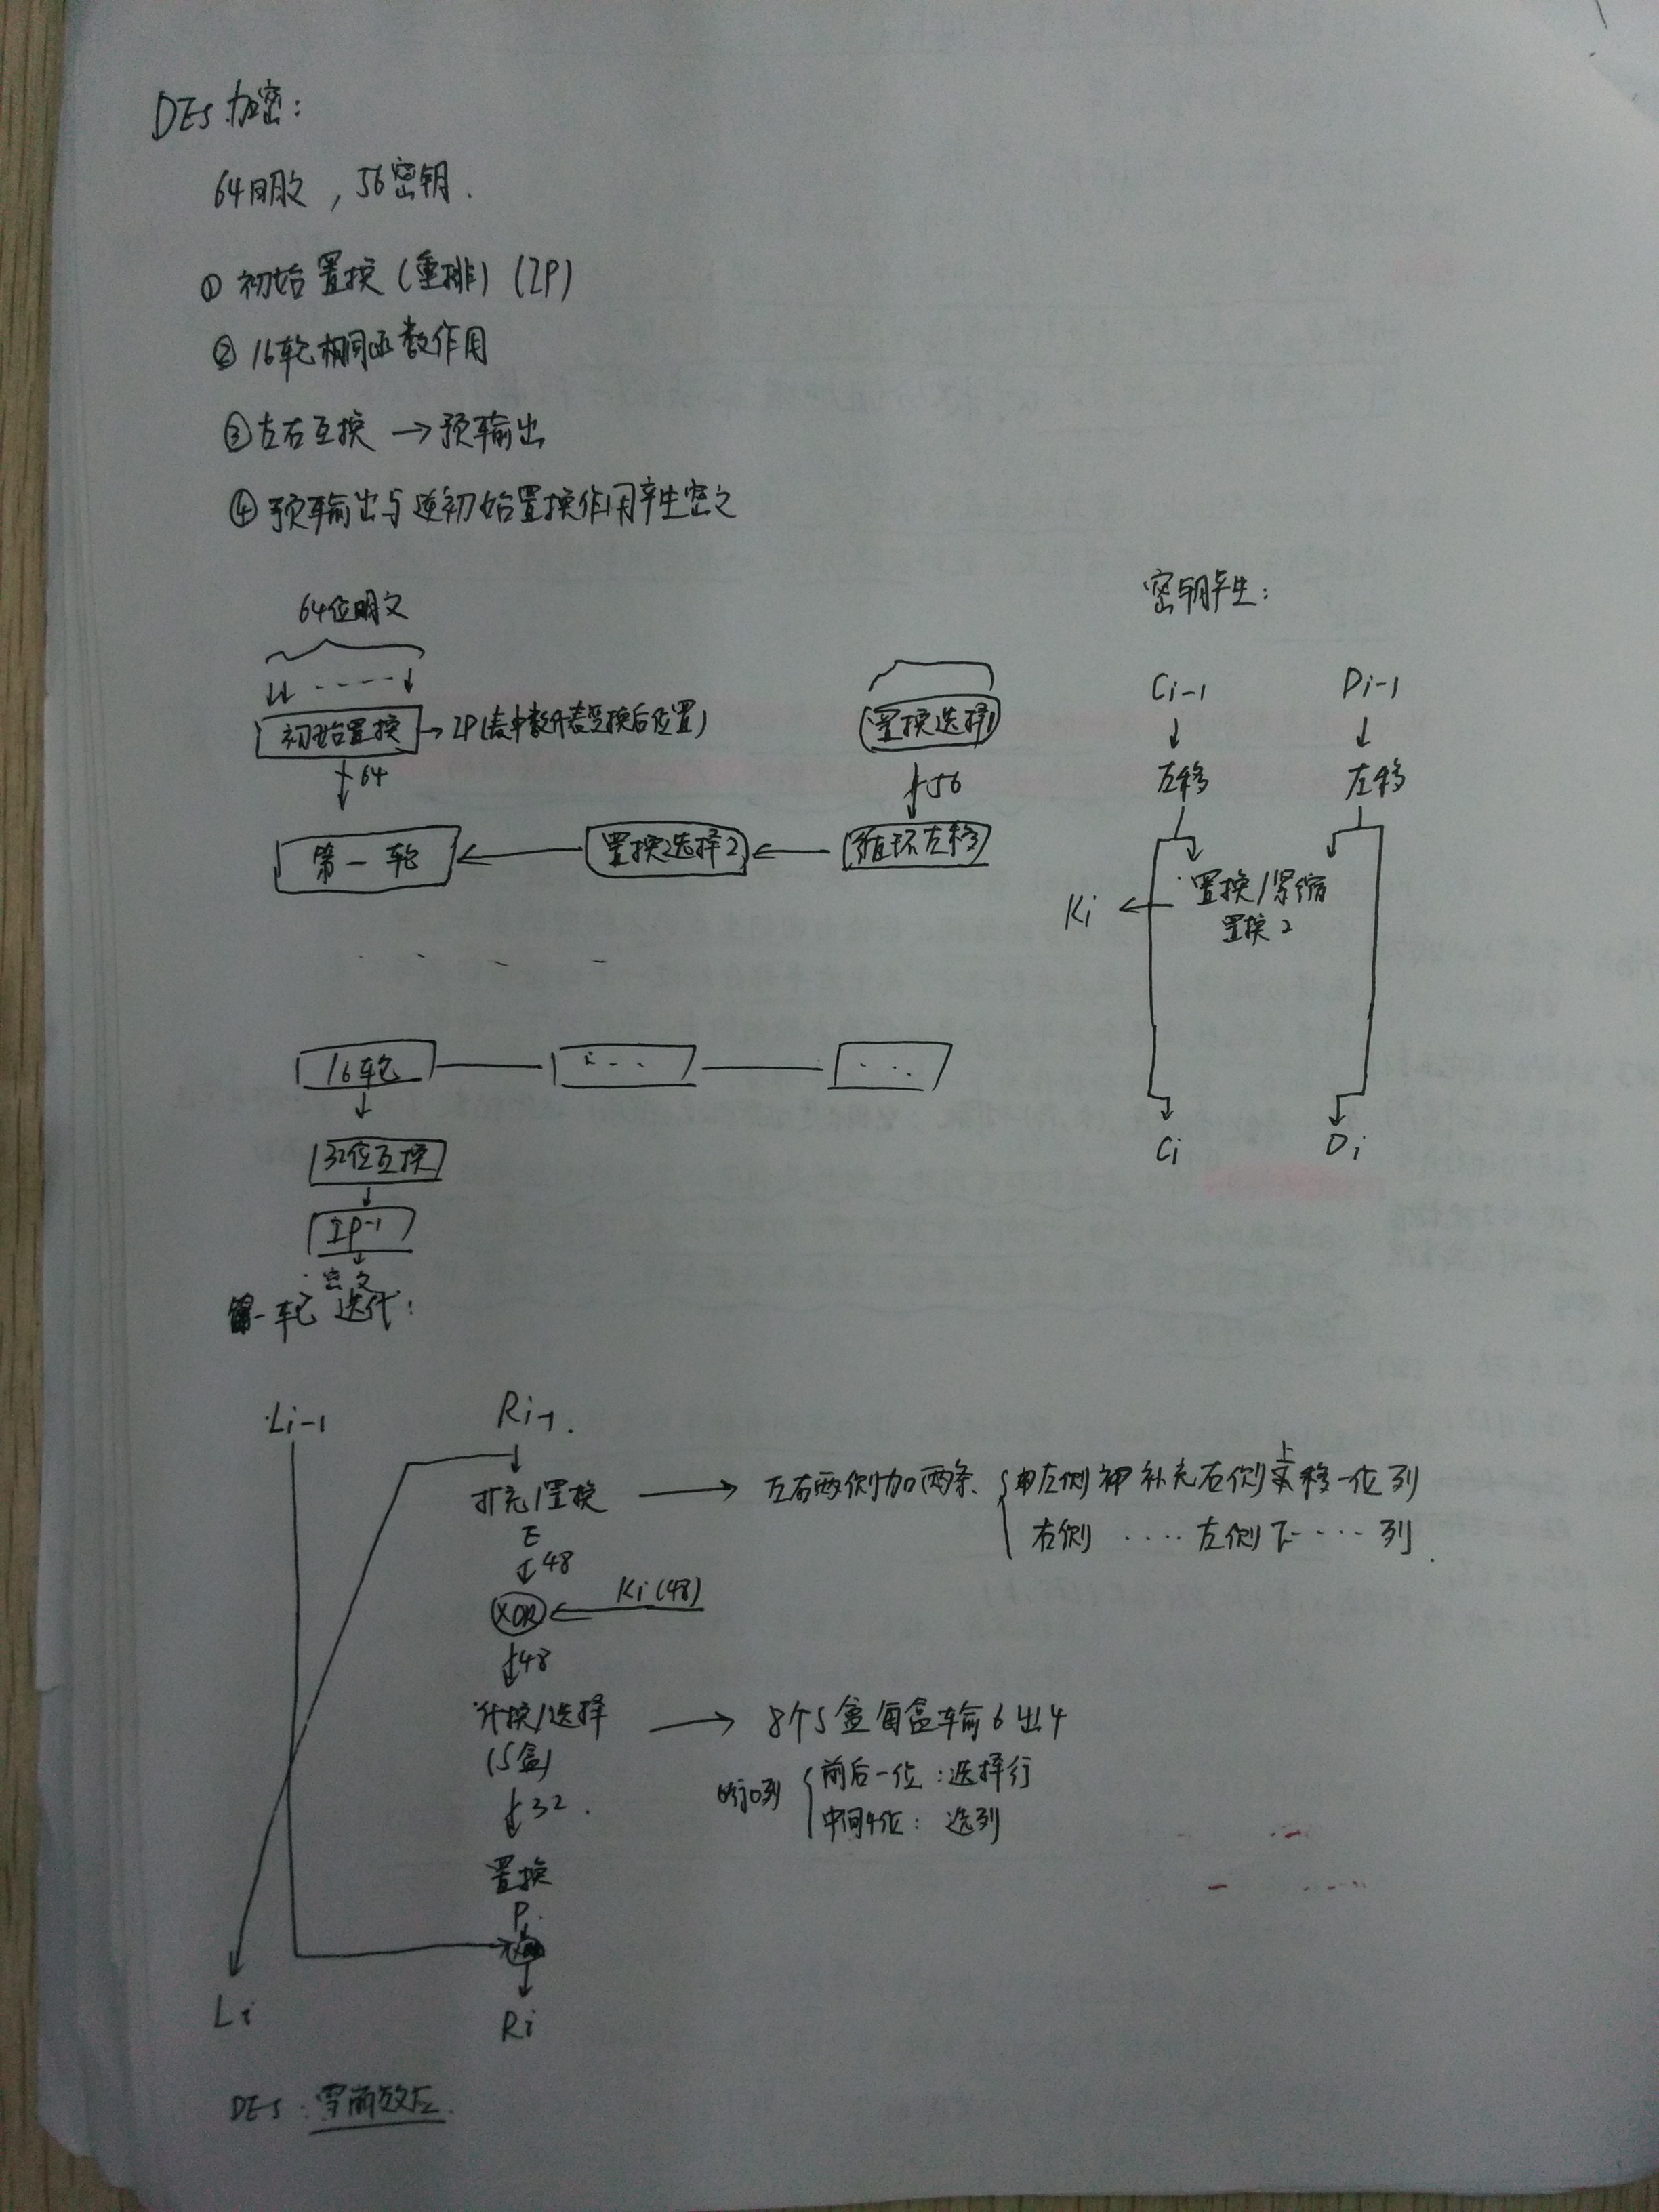 DES加密:
64明文,56密钥.
① 初始置换(重排)(IP)
② 16轮相同函数作用
③ 左右互换 → 预输出
④ 预输出与逆初始置换作用产生密文
64位明文
初始置换 → IP(表中数代表变换后位置)
64
第一轮 ← 置换选择2 ← 循环左移
置换选择1
56
16轮
32位互换
IP-1
密文
密钥产生:
Ci-1 Di-1
左移 左移
Ki ← 置换/紧缩
置换2
Ci Di
第一轮 迭代:
Li-1 Ri-1.
扩充/置换 → 左右两侧加两条. 左侧 补充右侧上移一位列
E 右侧 .... 左侧下 .... 列.
48
XOR ← Ki(48)
48
代换/选择 → 8个S盒每盒输6出4
(S盒) 前后一位:选择行
32. 中间4位: 选列
置换
P.
Li Ri
DES:雪崩效应.